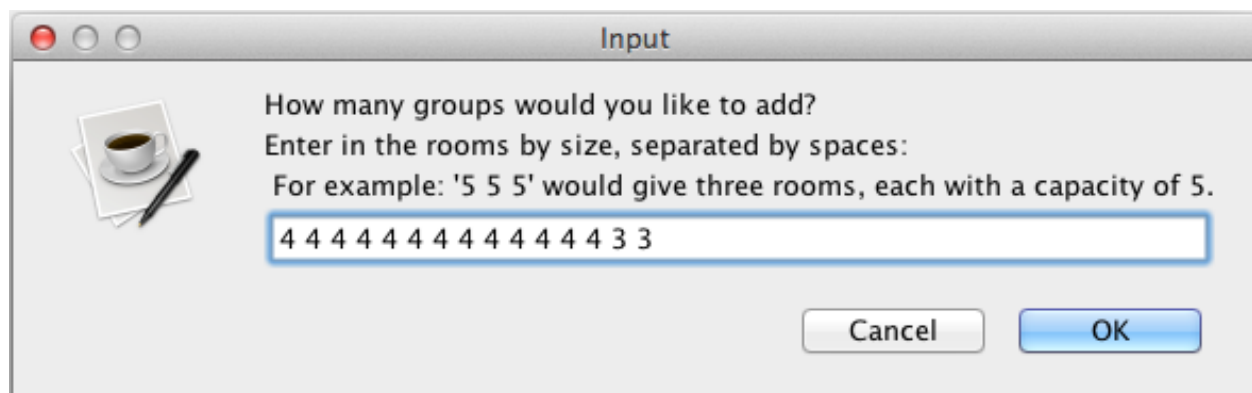 Input
How many groups would you like to add?
Enter in the rooms by size, separated by spaces:
For example: '5 5 5' would give three rooms, each with a capacity of 5.
4 4 4 4 4 4 4 4 4 4 4 4 4 3 3
Cancel OK